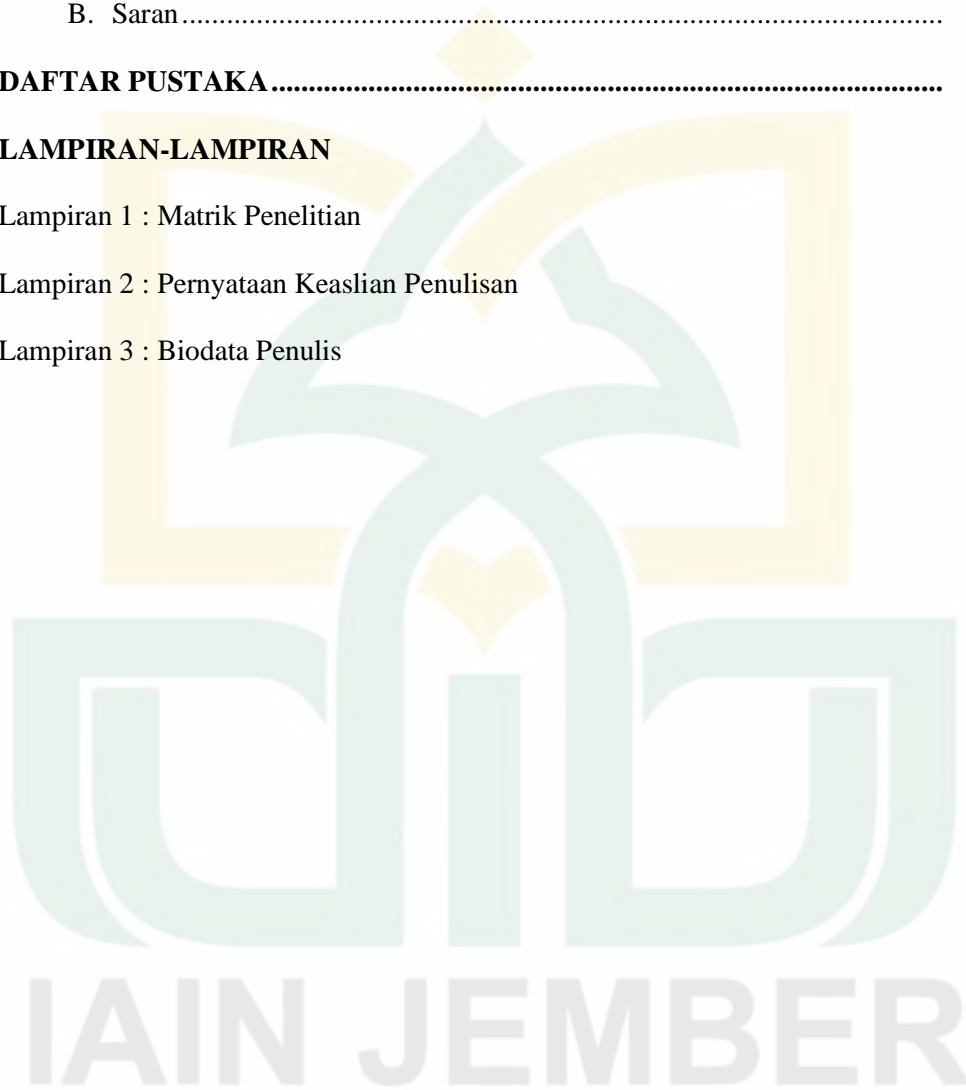 B. Saran........................................................................................................
DAFTAR PUSTAKA..........................................................................................
LAMPIRAN-LAMPIRAN
Lampiran 1 : Matrik Penelitian
Lampiran 2 : Pernyataan Keaslian Penulisan
Lampiran 3 : Biodata Penulis
IAIN JEMBER